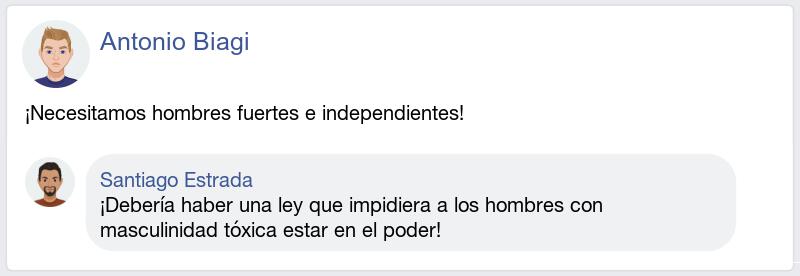 Antonio Biagi
¡Necesitamos hombres fuertes e independientes!
Santiago Estrada
¡Debería haber una ley que impidiera a los hombres con
masculinidad tóxica estar en el poder!